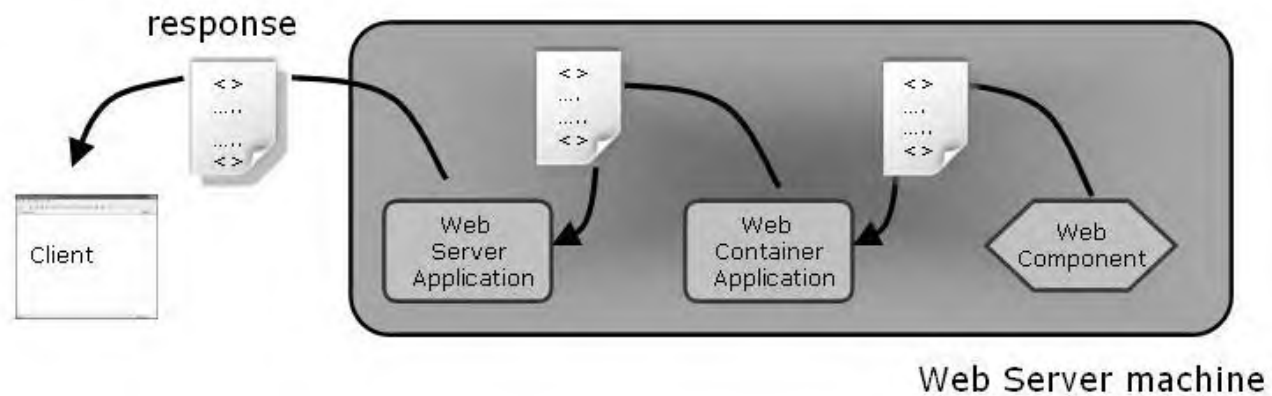 response
< >
.....
.....
< >
< >
....
.....
< >
< >
....
.....
< >
Client
Web
Server
Application
Web
Container
Application
Web
Component
Web Server machine